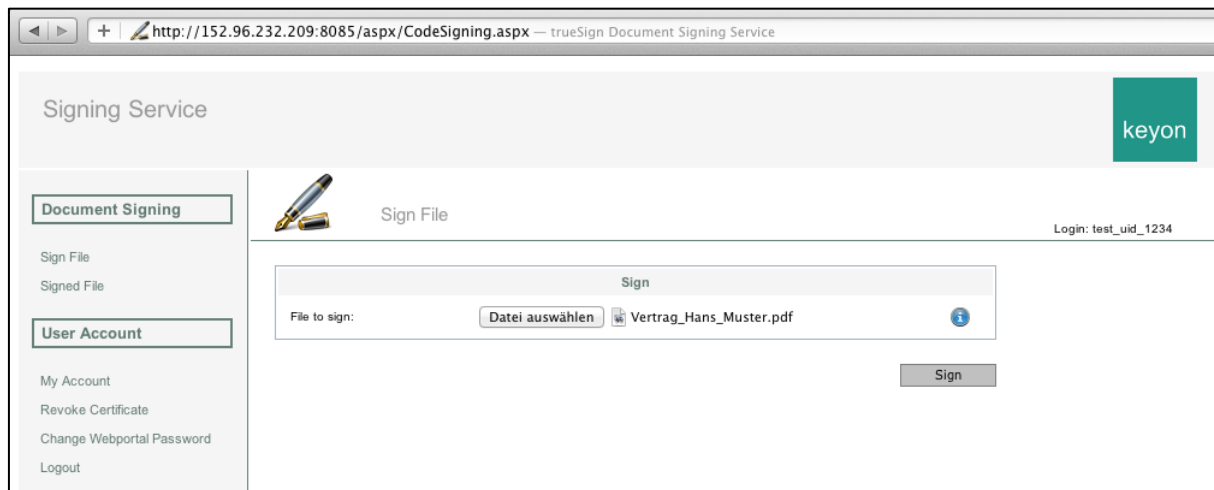 http://152.96.232.209:8085/aspx/CodeSigning.aspx — trueSign Document Signing Service
Signing Service
keyon
Document Signing
Sign File
Signed File
User Account
My Account
Revoke Certificate
Change Webportal Password
Logout
Sign File
Login: test_uid_1234
Sign
File to sign: Datei auswählen Vertrag_Hans_Muster.pdf
Sign